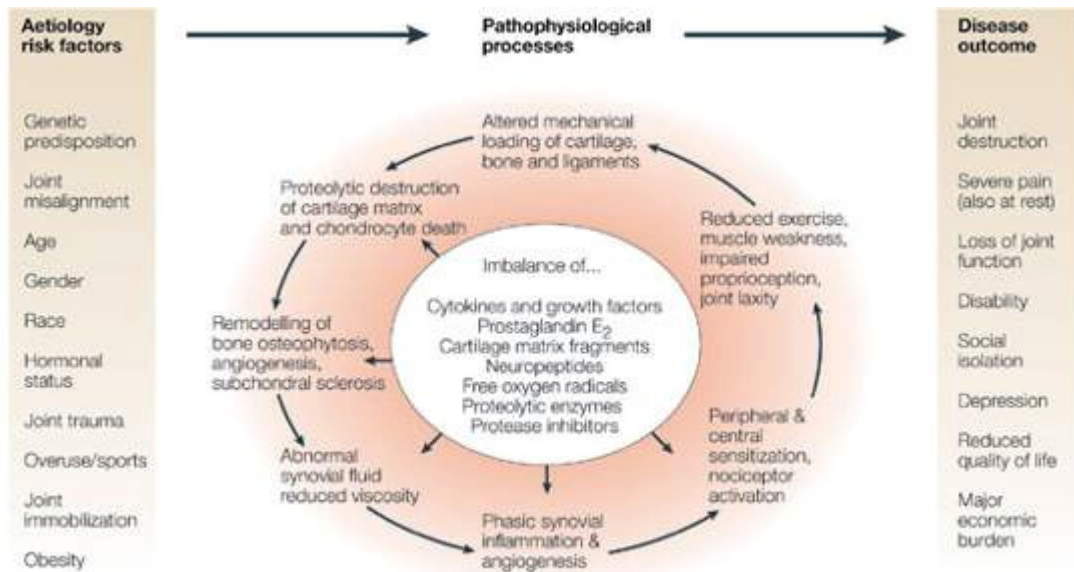 Aetiology
risk factors
Pathophysiological
processes
Disease
outcome
Genetic
predisposition
Joint
misalignment
Age
Gender
Race
Hormonal
status
Joint trauma
Overuse/sports
Joint
immobilization
Obesity
Altered mechanical
loading of cartilage,
bone and ligaments
Proteolytic destruction
of cartilage matrix
and chondrocyte death
Remodelling of
bone osteophytosis,
angiogenesis,
subchondral sclerosis
Abnormal
synovial fluid
reduced viscosity
Phasic synovial
inflammation &
angiogenesis
Peripheral &
central
sensitization,
nociceptor
activation
Reduced exercise,
muscle weakness,
impaired
proprioception,
joint laxity
Imbalance of...
Cytokines and growth factors
Prostaglandin E2
Cartilage matrix fragments
Neuropeptides
Free oxygen radicals
Proteolytic enzymes
Protease inhibitors
Joint
destruction
Severe pain
(also at rest)
Loss of joint
function
Disability
Social
isolation
Depression
Reduced
quality of life
Major
economic
burden